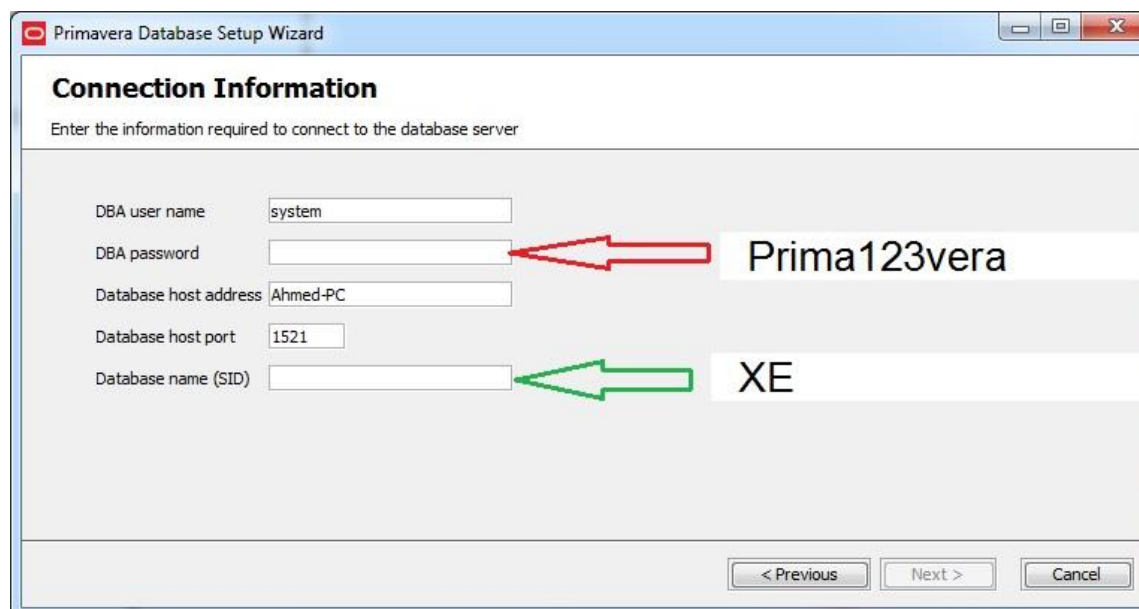 Primavera Database Setup Wizard
Connection Information
Enter the information required to connect to the database server
DBA user name system
DBA password Prima123vera
Database host address Ahmed-PC
Database host port 1521
Database name (SID) XE
< Previous Next > Cancel